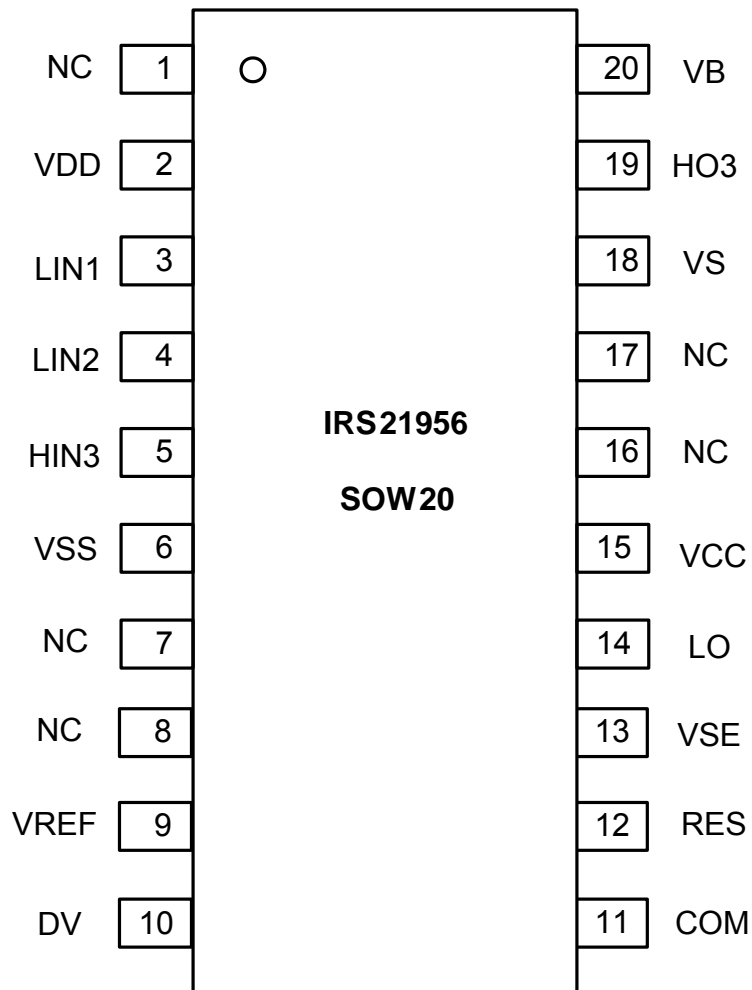 NC 1 20 VB
VDD 2 19 HO3
LIN1 3 18 VS
LIN2 4 17 NC
IRS21956
HIN3 5 16 NC
SOW20
VSS 6 15 VCC
NC 7 14 LO
NC 8 13 VSE
VREF 9 12 RES
DV 10 11 COM